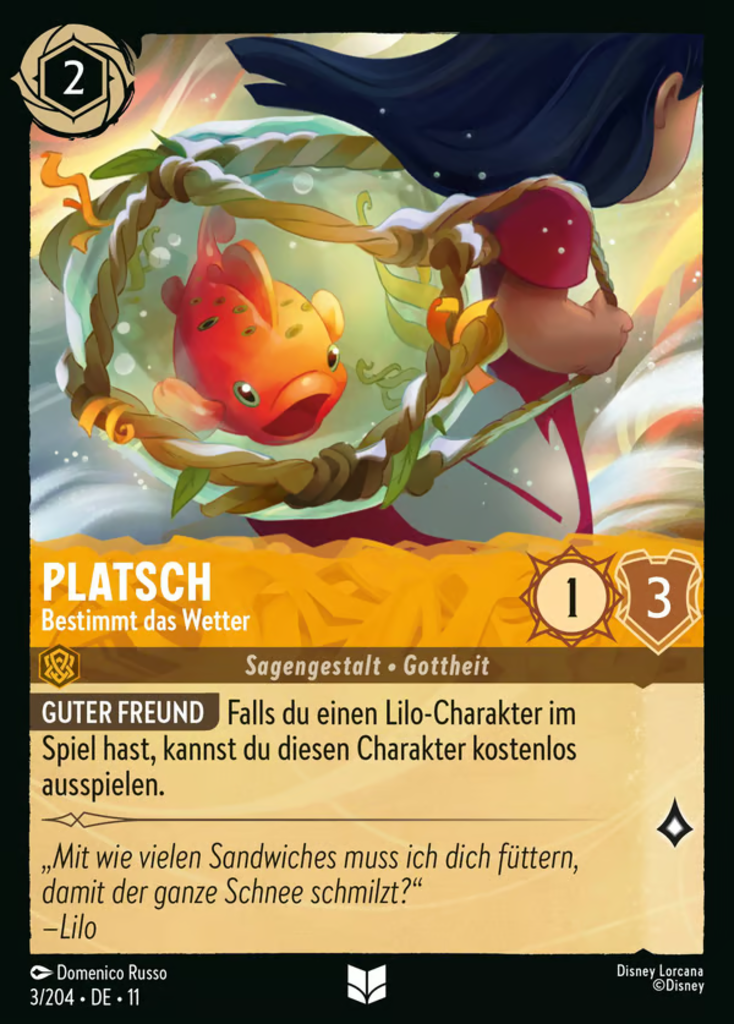 2
PLATSCH
Bestimmt das Wetter
1
3
Sagengestalt • Gottheit
GUTER FREUND Falls du einen Lilo-Charakter im
Spiel hast, kannst du diesen Charakter kostenlos
ausspielen.
„Mit wie vielen Sandwiches muss ich dich füttern,
damit der ganze Schnee schmilzt?“
–Lilo
Domenico Russo
3/204 • DE • 11
Disney Lorcana
©Disney